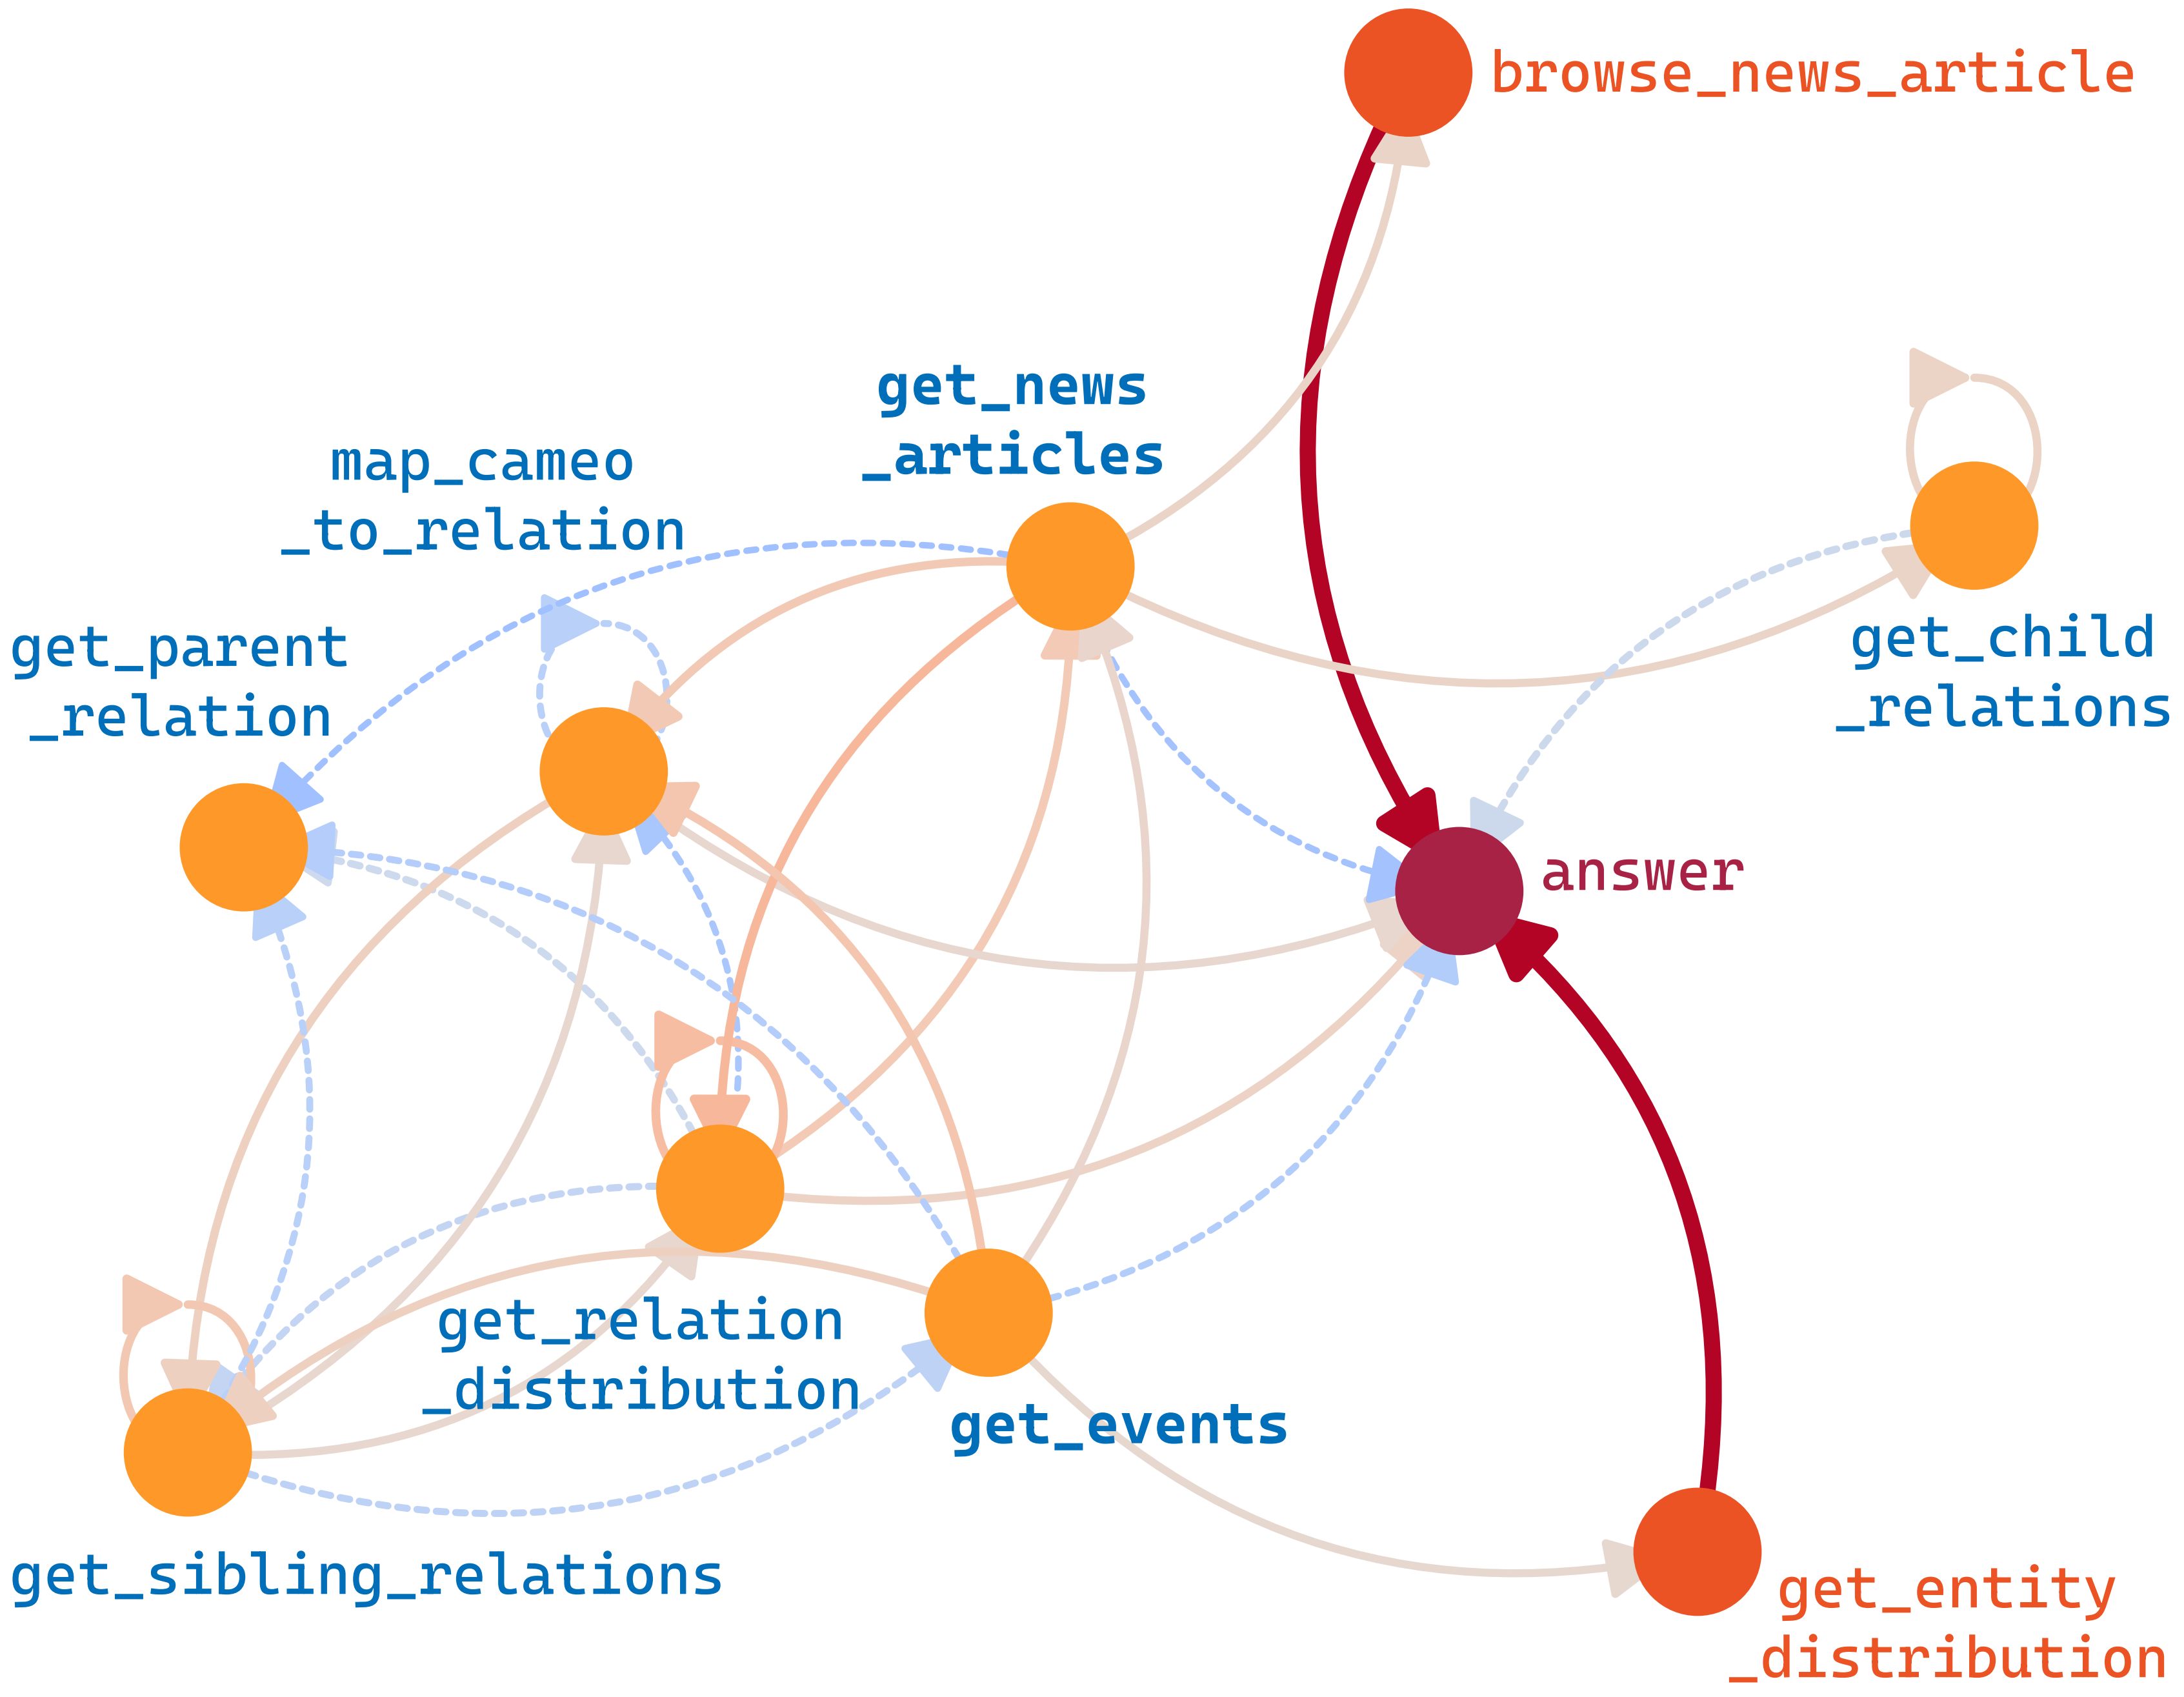 browse_news_article
get_news
_articles
map_cameo
_to_relation
get_parent
_relation
get_child
_relations
answer
get_relation
_distribution
get_events
get_sibling_relations
get_entity
_distribution